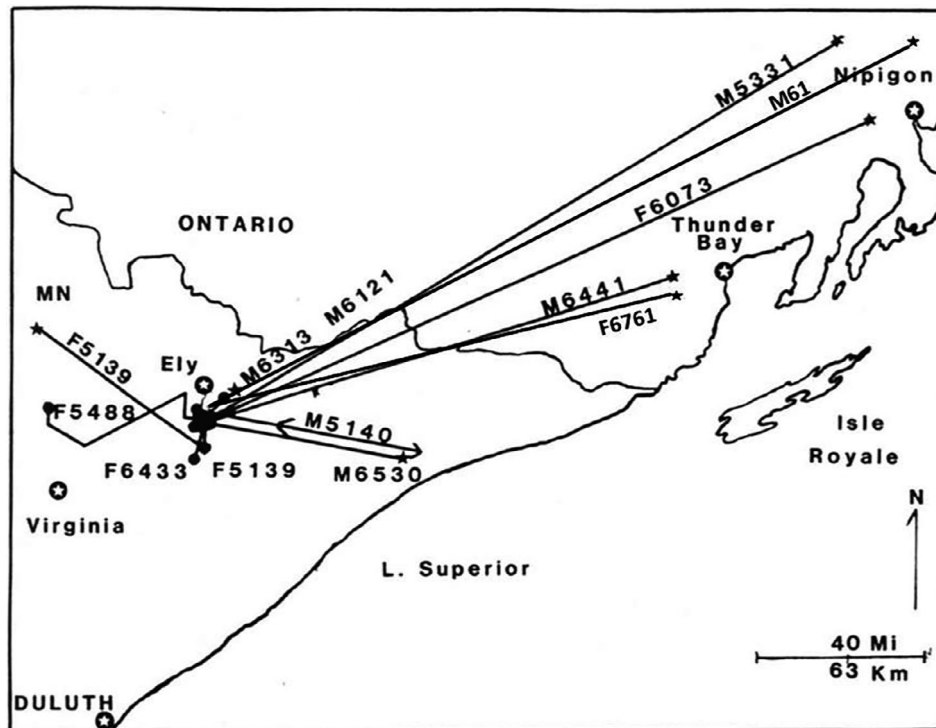 M5331
M61
Nipigon
F6073
ONTARIO
Thunder
Bay
MN
M6121
M6441
F6761
M6313
F5139
Ely
F5488
M5140
Isle
Royale
F6433
F5139
M6530
Virginia
N
L. Superior
40 Mi
63 Km
DULUTH